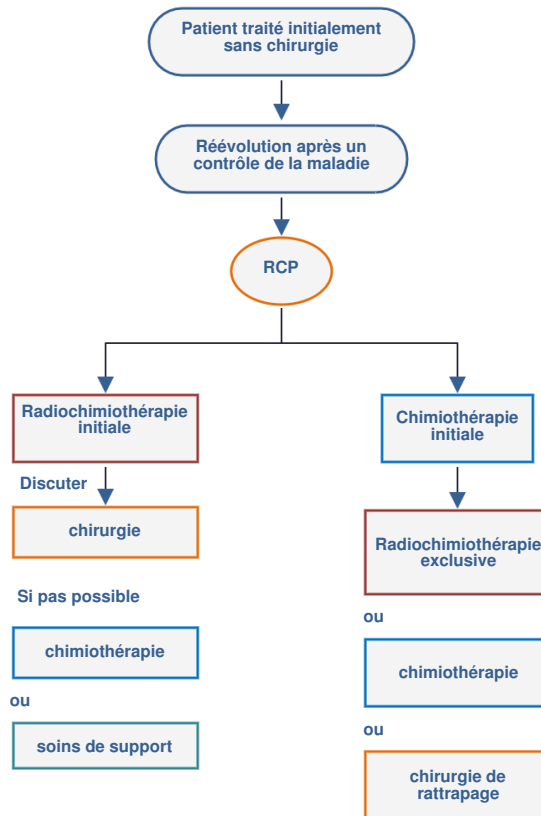 Patient traité initialement
sans chirurgie
Réévolution après un
contrôle de la maladie
RCP
Radiochimiothérapie
initiale
Discuter
chirurgie
Si pas possible
chimiothérapie
ou
soins de support
Chimiothérapie
initiale
Radiochimiothérapie
exclusive
ou
chimiothérapie
ou
chirurgie de
rattrapage